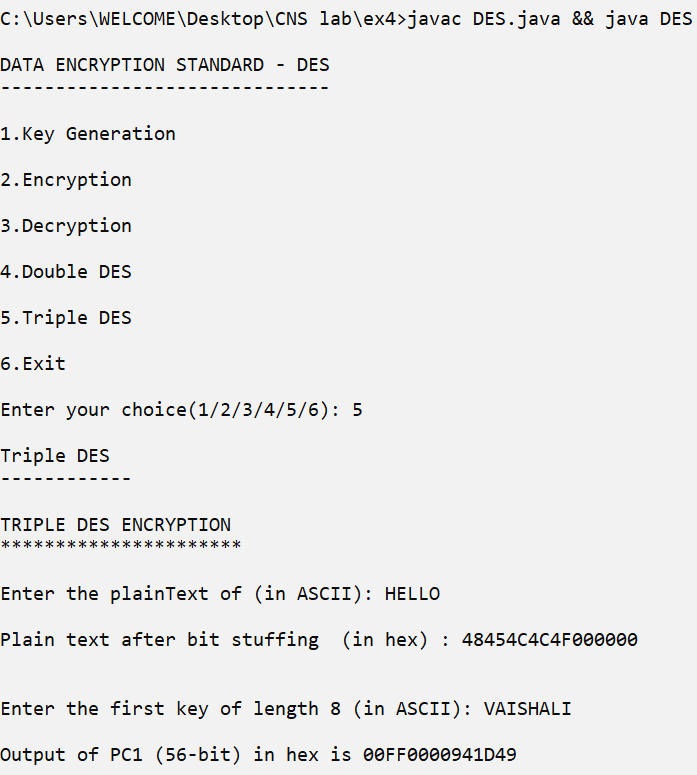 C:\Users\WELCOME\Desktop\CNS lab\ex4>javac DES.java && java DES
DATA ENCRYPTION STANDARD - DES
------------------------------
1.Key Generation
2.Encryption
3.Decryption
4.Double DES
5.Triple DES
6.Exit
Enter your choice(1/2/3/4/5/6): 5
Triple DES
------------
TRIPLE DES ENCRYPTION
**********************
Enter the plainText of (in ASCII): HELLO
Plain text after bit stuffing  (in hex) : 48454C4C4F000000
Enter the first key of length 8 (in ASCII): VAISHALI
Output of PC1 (56-bit) in hex is 00FF0000941D49